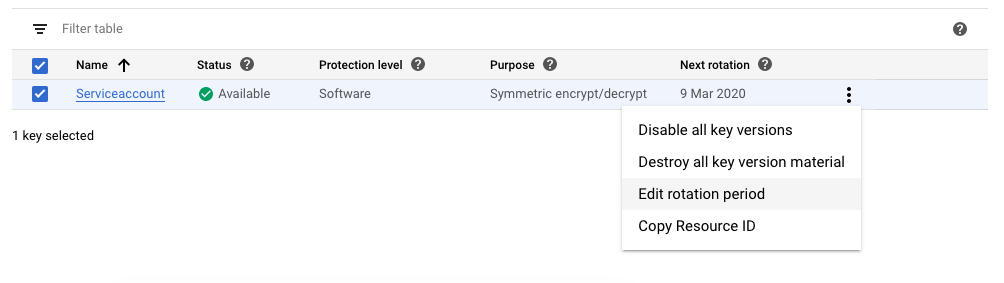 Filter table
Name Status Protection level Purpose Next rotation
Serviceaccount Available Software Symmetric encrypt/decrypt 9 Mar 2020
1 key selected
Disable all key versions
Destroy all key version material
Edit rotation period
Copy Resource ID